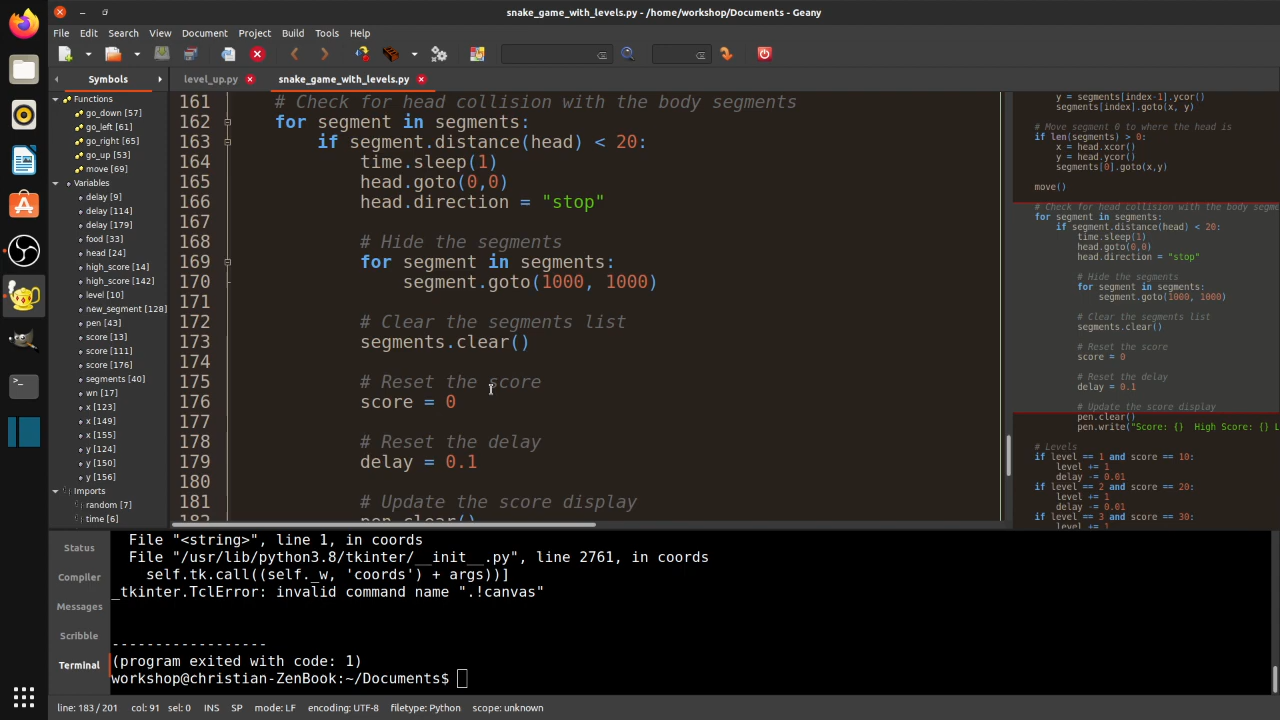 snake_game_with_levels.py - /home/workshop/Documents - Geany
File Edit Search View Document Project Build Tools Help
Symbols
level_up.py
snake_game_with_levels.py
Functions
go_down [57]
go_left [61]
go_right [65]
go_up [53]
move [69]
Variables
delay [9]
delay [114]
delay [179]
food [33]
head [24]
high_score [14]
high_score [142]
level [10]
new_segment [128]
pen [43]
score [13]
score [111]
score [176]
segments [40]
wn [17]
x [123]
x [149]
x [155]
y [124]
y [150]
y [156]
Imports
random [7]
time [6]
161 # Check for head collision with the body segments
162 for segment in segments:
163 if segment.distance(head) < 20:
164 time.sleep(1)
165 head.goto(0,0)
166 head.direction = "stop"
167
168 # Hide the segments
169 for segment in segments:
170 segment.goto(1000, 1000)
171
172 # Clear the segments list
173 segments.clear()
174
175 # Reset the score
176 score = 0
177
178 # Reset the delay
179 delay = 0.1
180
181 # Update the score display
182 pen.clear()
y = segments[index-1].ycor()
segments[index].goto(x, y)
# Move segment 0 to where the head is
if len(segments) > 0:
x = head.xcor()
y = head.ycor()
segments[0].goto(x,y)
move()
# Check for head collision with the body segme
for segment in segments:
if segment.distance(head) < 20:
time.sleep(1)
head.goto(0,0)
head.direction = "stop"
# Hide the segments
for segment in segments:
segment.goto(1000, 1000)
# Clear the segments list
segments.clear()
# Reset the score
score = 0
# Reset the delay
delay = 0.1
# Update the score display
pen.clear()
pen.write("Score: {}  High Score: {} L
# Levels
if level == 1 and score == 10:
level += 1
delay -= 0.01
if level == 2 and score == 20:
level += 1
delay -= 0.01
if level == 3 and score == 30:
level += 1
Status
Compiler
Messages
Scribble
Terminal
File "<string>", line 1, in coords
File "/usr/lib/python3.8/tkinter/__init__.py", line 2761, in coords
self.tk.call((self._w, 'coords') + args))]
_tkinter.TclError: invalid command name ".!canvas"
------------------
(program exited with code: 1)
workshop@christian-ZenBook:~/Documents$
line: 183 / 201 col: 91 sel: 0 INS SP mode: LF encoding: UTF-8 filetype: Python scope: unknown